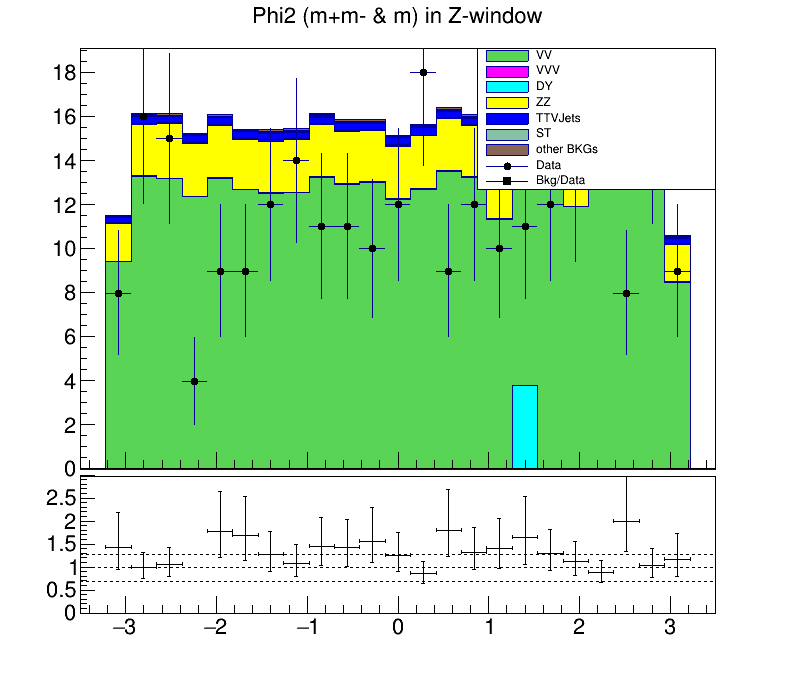 Phi2 (m+m- & m) in Z-window
18
16
14
12
10
8
6
4
2
0
VV
VVV
DY
ZZ
TTVJets
ST
other BKGs
Data
Bkg/Data
2.5
2
1.5
1
0.5
0
−3 −2 −1 0 1 2 3